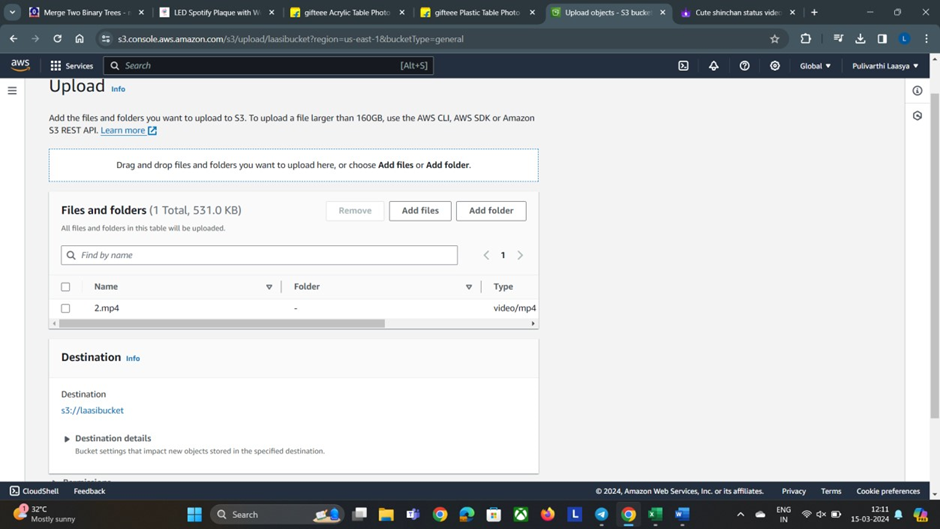 Merge Two Binary Trees - r
LED Spotify Plaque with W
gifteee Acrylic Table Photo
gifteee Plastic Table Photo
Upload objects - S3 bucket
Cute shinchan status video
s3.console.aws.amazon.com/s3/upload/laasibucket?region=us-east-1&bucketType=general
L
aws
Services
Search
[Alt+S]
Global
Pulivarthi Laasya
Upload
Info
Add the files and folders you want to upload to S3. To upload a file larger than 160GB, use the AWS CLI, AWS SDK or Amazon
S3 REST API. Learn more
Drag and drop files and folders you want to upload here, or choose Add files or Add folder.
Files and folders (1 Total, 531.0 KB)
Remove
Add files
Add folder
All files and folders in this table will be uploaded.
Find by name
1
Name
Folder
Type
2.mp4
-
video/mp4
Destination
Info
Destination
s3://laasibucket
Destination details
Bucket settings that impact new objects stored in the specified destination.
CloudShell
Feedback
© 2024, Amazon Web Services, Inc. or its affiliates.
Privacy
Terms
Cookie preferences
32°C
Mostly sunny
Search
ENG
IN
12:11
15-03-2024